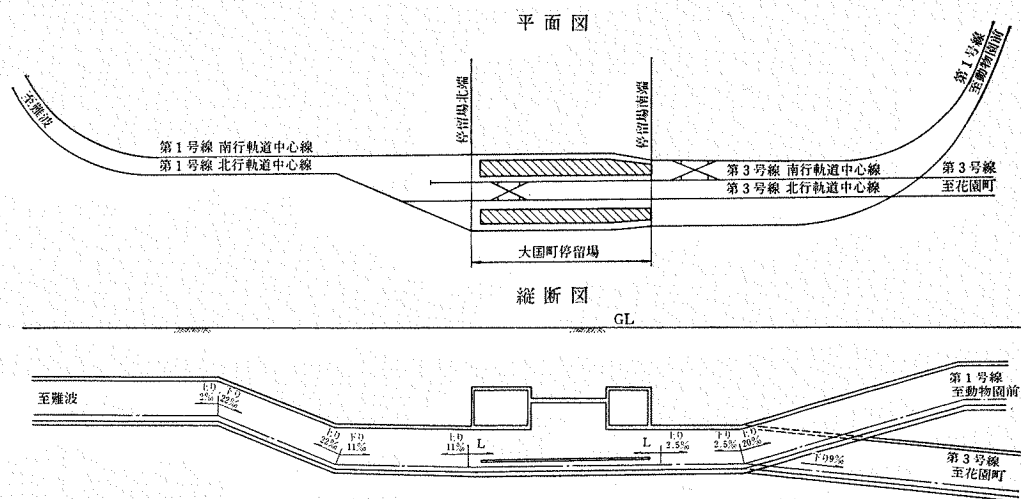 平面図
第1号線
至動物園前
至難波
停留場北端
停留場南端
第1号線 南行軌道中心線
第1号線 北行軌道中心線
第3号線 南行軌道中心線
第3号線 北行軌道中心線
第3号線
至花園町
大国町停留場
縦断図
GL
至難波
上り
2‰
下り
22‰
上り
22‰
下り
11‰
上り
11‰
L
L
上り
2.5‰
下り
2.5‰
上り
20‰
下り9‰
第1号線
至動物園前
第3号線
至花園町